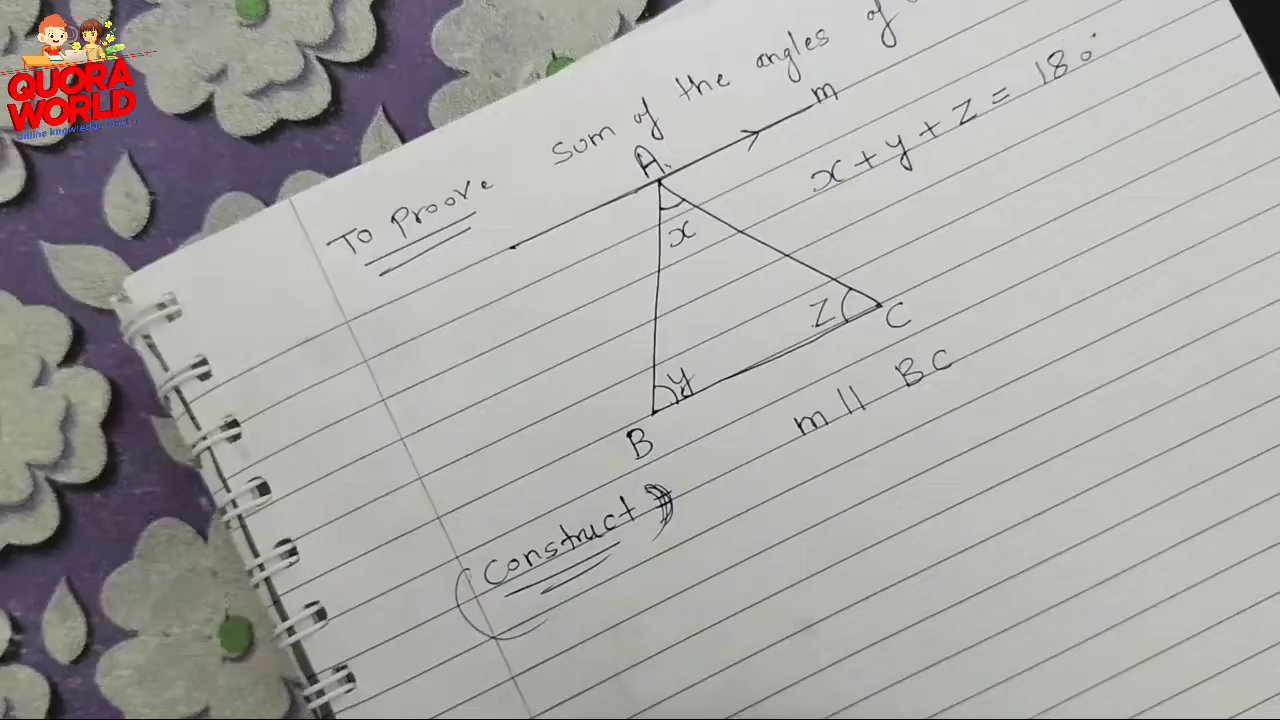 QUORA
WORLD
To Proove sum of the angles of
A m
x x + y + z = 180°
z C
y
B m || BC
(construct)